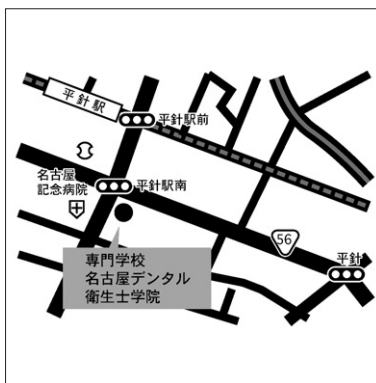 平針駅
平針駅前
名古屋
記念病院
平針駅南
56
平針
専門学校
名古屋デンタル
衛生士学院